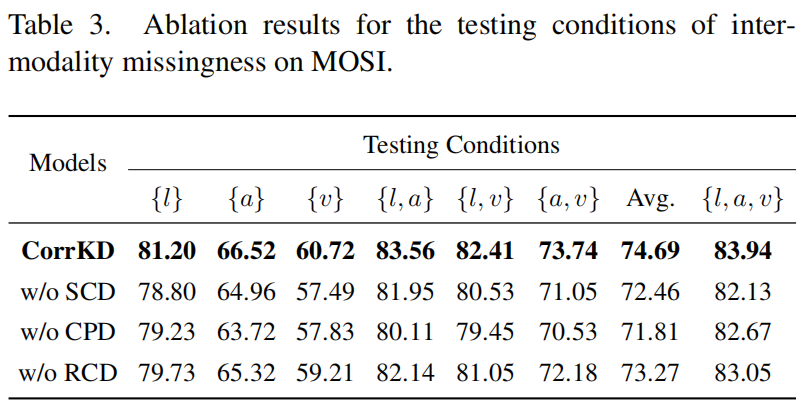 Table 3. Ablation results for the testing conditions of inter-
modality missingness on MOSI.
Models Testing Conditions
{l} {a} {v} {l, a} {l, v} {a, v} Avg. {l, a, v}
CorrKD 81.20 66.52 60.72 83.56 82.41 73.74 74.69 83.94
w/o SCD 78.80 64.96 57.49 81.95 80.53 71.05 72.46 82.13
w/o CPD 79.23 63.72 57.83 80.11 79.45 70.53 71.81 82.67
w/o RCD 79.73 65.32 59.21 82.14 81.05 72.18 73.27 83.05